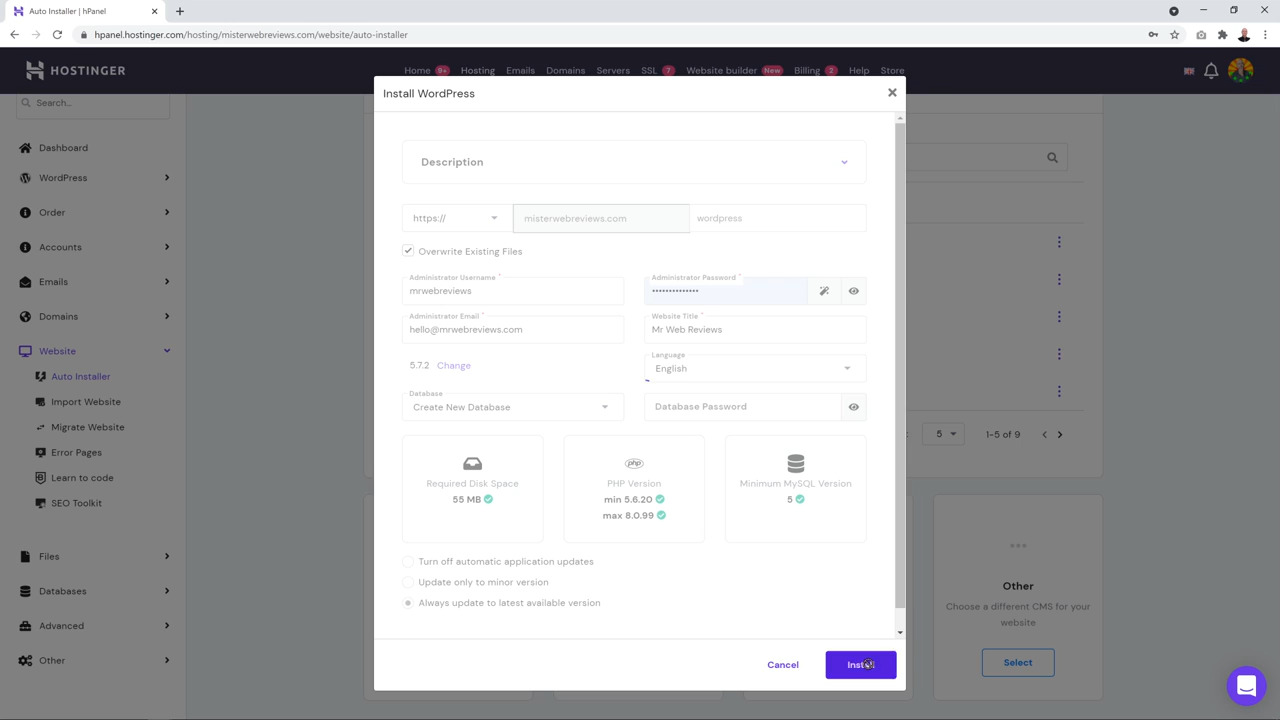 Auto Installer | hPanel
hpanel.hostinger.com/hosting/misterwebreviews.com/website/auto-installer
HOSTINGER
Home 9+ Hosting Emails Domains Servers SSL 7 Website builder New Billing 2 Help Store
Search...
Dashboard
WordPress
Order
Accounts
Emails
Domains
Website
Auto Installer
Import Website
Migrate Website
Error Pages
Learn to code
SEO Toolkit
Files
Databases
Advanced
Other
Install WordPress
Description
https:// misterwebreviews.com wordpress
Overwrite Existing Files
Administrator Username *
mrwebreviews
Administrator Password *
••••••••••••••
Administrator Email *
hello@mrwebreviews.com
Website Title *
Mr Web Reviews
5.7.2 Change
Language
English
Database
Create New Database
Database Password
Required Disk Space
55 MB
php
PHP Version
min 5.6.20
max 8.0.99
Minimum MySQL Version
5
Turn off automatic application updates
Update only to minor version
Always update to latest available version
Cancel
Install
5 1-5 of 9
Other
Choose a different CMS for your
website
Select